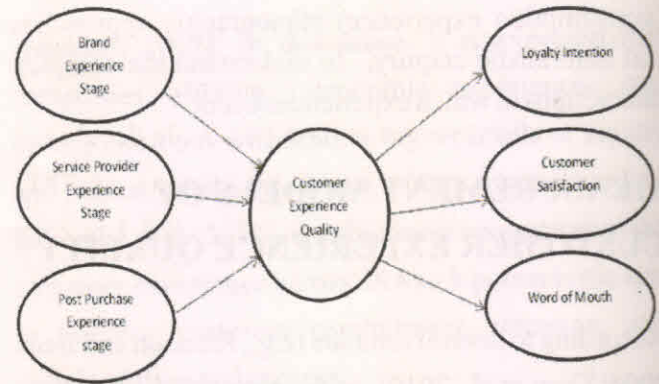 Brand
Experience
Stage
Service Provider
Experience
Stage
Post Purchase
Experience
stage
Customer
Experience
Quality
Loyalty Intention
Customer
Satisfaction
Word of Mouth